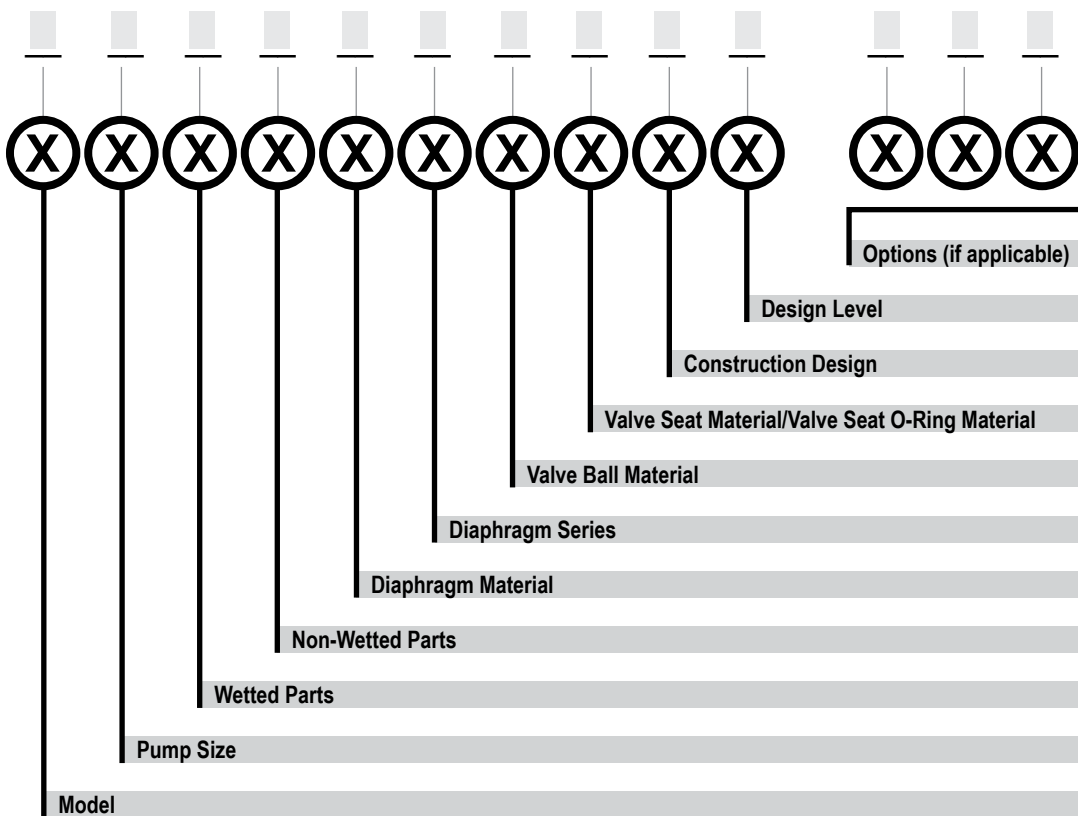 X X X X X X X X X X X X X
Options (if applicable)
Design Level
Construction Design
Valve Seat Material/Valve Seat O-Ring Material
Valve Ball Material
Diaphragm Series
Diaphragm Material
Non-Wetted Parts
Wetted Parts
Pump Size
Model